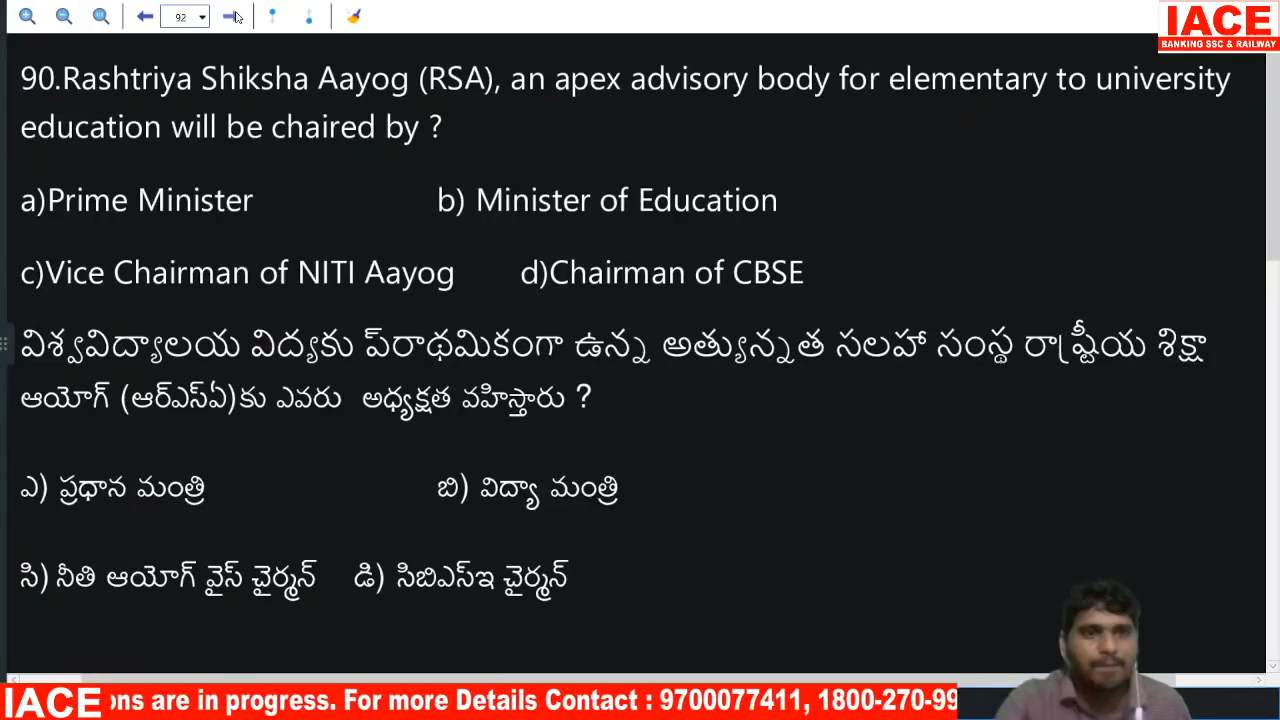 92
IACE
BANKING SSC & RAILWAY
90.Rashtriya Shiksha Aayog (RSA), an apex advisory body for elementary to university
education will be chaired by ?
a)Prime Minister b) Minister of Education
c)Vice Chairman of NITI Aayog d)Chairman of CBSE
విశ్వవిద్యాలయ విద్యకు ప్‌రాథమికంగా ఉన్న అత్యున్నత సలహా సంస్థ రాష్ట్రీయ శిక్షా
ఆయోగ్ (ఆర్ఎస్ఏ)కు ఎవరు అధ్యక్షత వహిస్తారు ?
ఎ) ప్రధాన మంత్రి బి) విద్యా మంత్రి
సి) నీతి ఆయోగ్ వైస్ చైర్మన్ డి) సిబిఎస్ఇ చైర్మన్
IACE ons are in progress. For more Details Contact : 9700077411, 1800-270-99